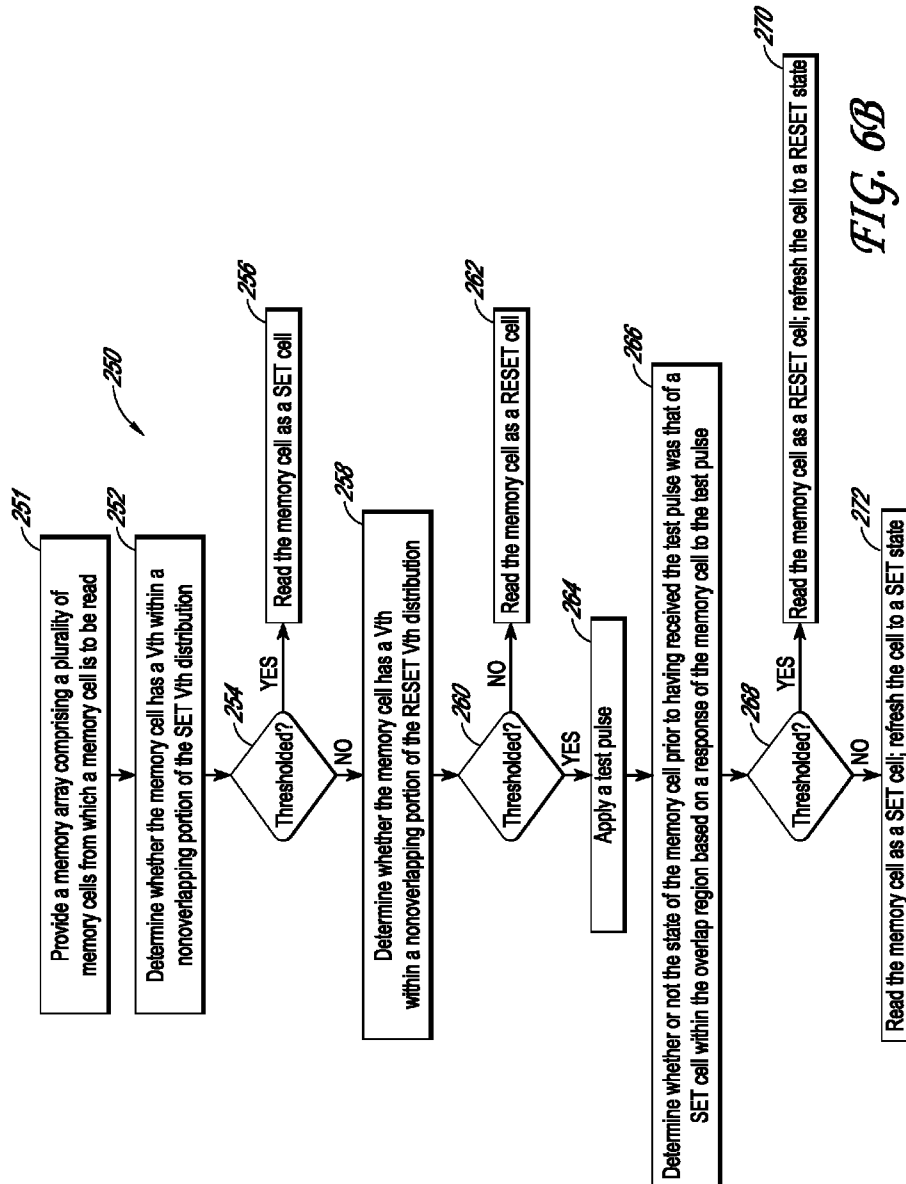 250
251
Provide a memory array comprising a plurality of
memory cells from which a memory cell is to be read
252
Determine whether the memory cell has a Vth within a
nonoverlapping portion of the SET Vth distribution
254
Thresholded?
YES
256
Read the memory cell as a SET cell
NO
258
Determine whether the memory cell has a Vth
within a nonoverlapping portion of the RESET Vth distribution
260
Thresholded?
NO
262
Read the memory cell as a RESET cell
YES
264
Apply a test pulse
266
Determine whether or not the state of the memory cell prior to having received the test pulse was that of a
SET cell within the overlap region based on a response of the memory cell to the test pulse
268
Thresholded?
YES
270
Read the memory cell as a RESET cell; refresh the cell to a RESET state
NO
272
Read the memory cell as a SET cell; refresh the cell to a SET state
FIG. 6B